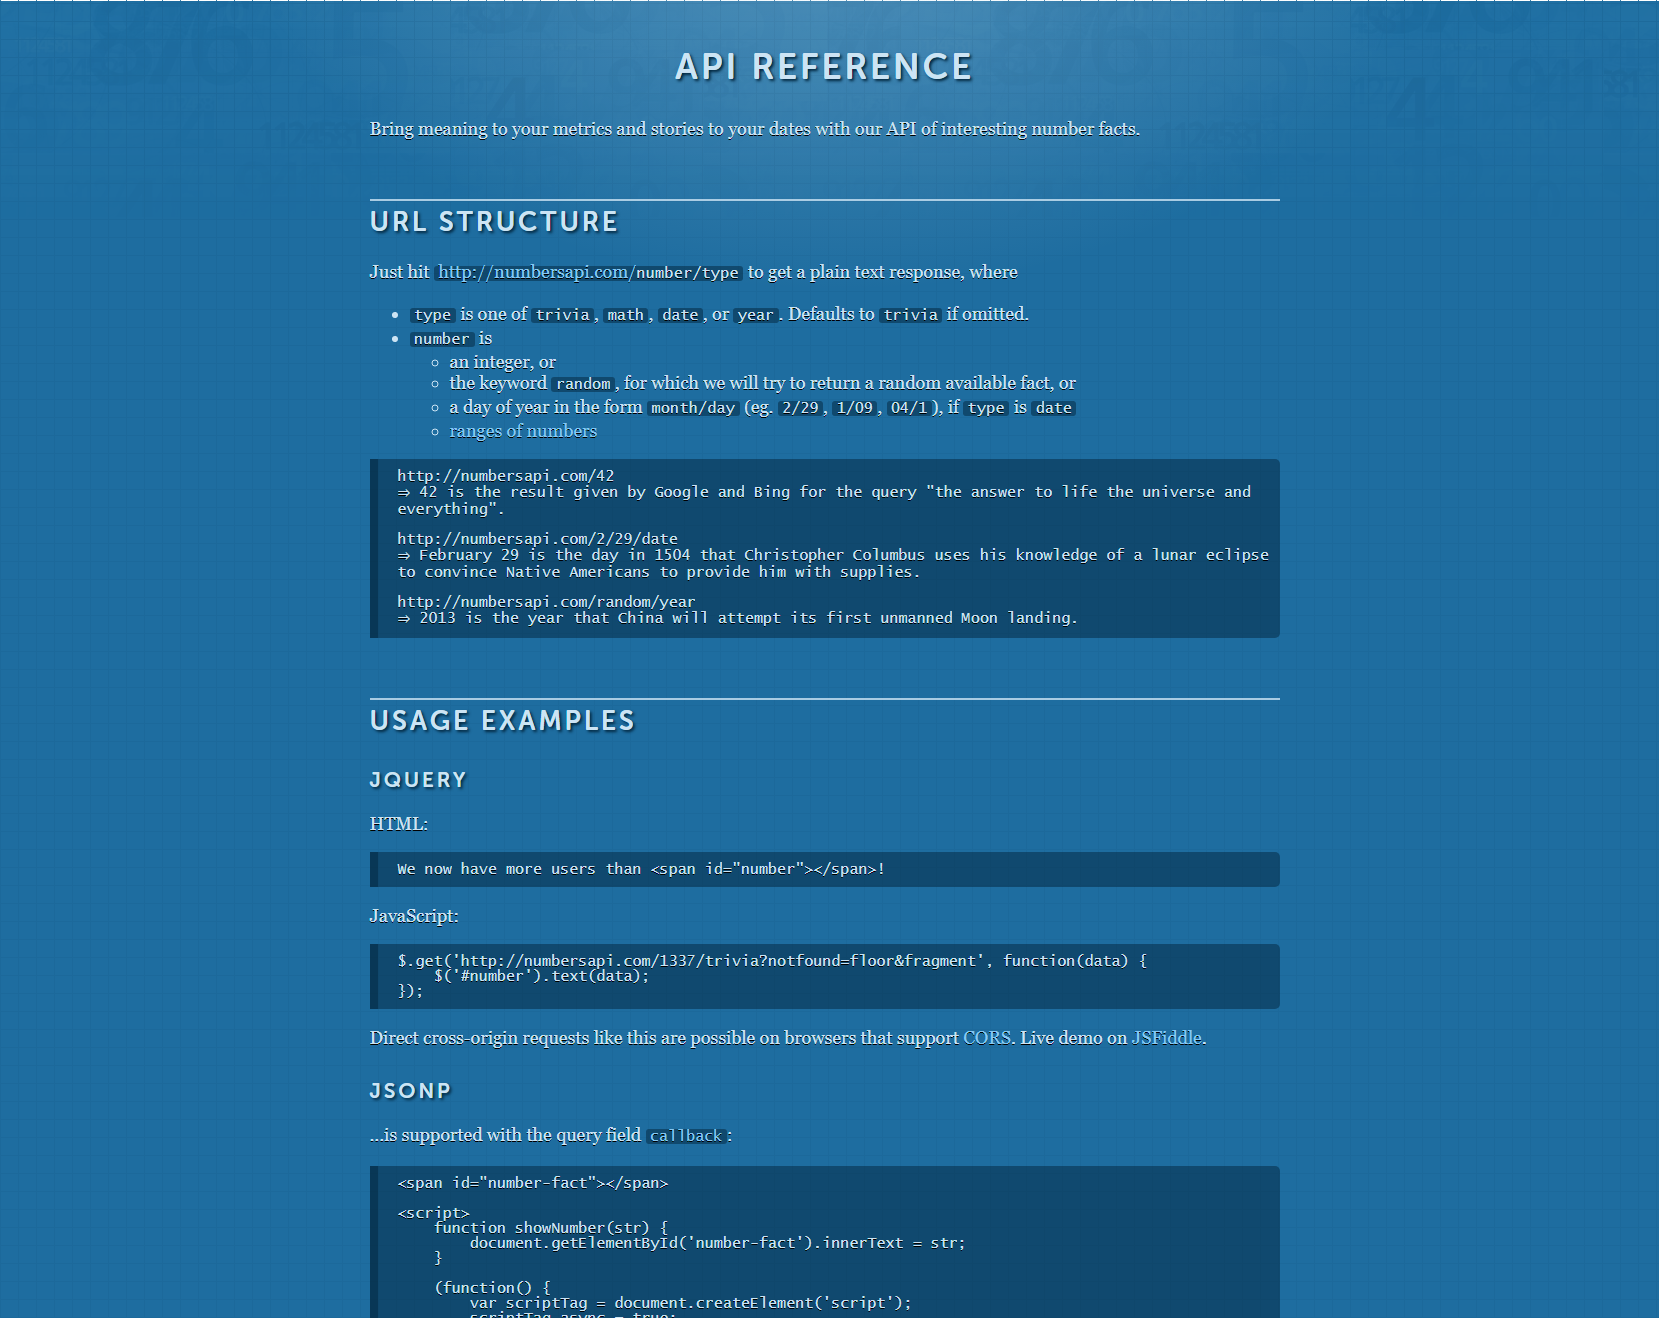 API REFERENCE
Bring meaning to your metrics and stories to your dates with our API of interesting number facts.
URL STRUCTURE
Just hit http://numbersapi.com/number/type to get a plain text response, where
type is one of trivia, math, date, or year. Defaults to trivia if omitted.
number is
an integer, or
the keyword random, for which we will try to return a random available fact, or
a day of year in the form month/day (eg. 2/29, 1/09, 04/1), if type is date
ranges of numbers
http://numbersapi.com/42
⇒ 42 is the result given by Google and Bing for the query "the answer to life the universe and
everything".
http://numbersapi.com/2/29/date
⇒ February 29 is the day in 1504 that Christopher Columbus uses his knowledge of a lunar eclipse
to convince Native Americans to provide him with supplies.
http://numbersapi.com/random/year
⇒ 2013 is the year that China will attempt its first unmanned Moon landing.
USAGE EXAMPLES
JQUERY
HTML:
We now have more users than <span id="number"></span>!
JavaScript:
$.get('http://numbersapi.com/1337/trivia?notfound=floor&fragment', function(data) {
    $('#number').text(data);
});
Direct cross-origin requests like this are possible on browsers that support CORS. Live demo on JSFiddle.
JSONP
...is supported with the query field callback:
<span id="number-fact"></span>
<script>
    function showNumber(str) {
        document.getElementById('number-fact').innerText = str;
    }
    (function() {
        var scriptTag = document.createElement('script');
        scriptTag.async = true;